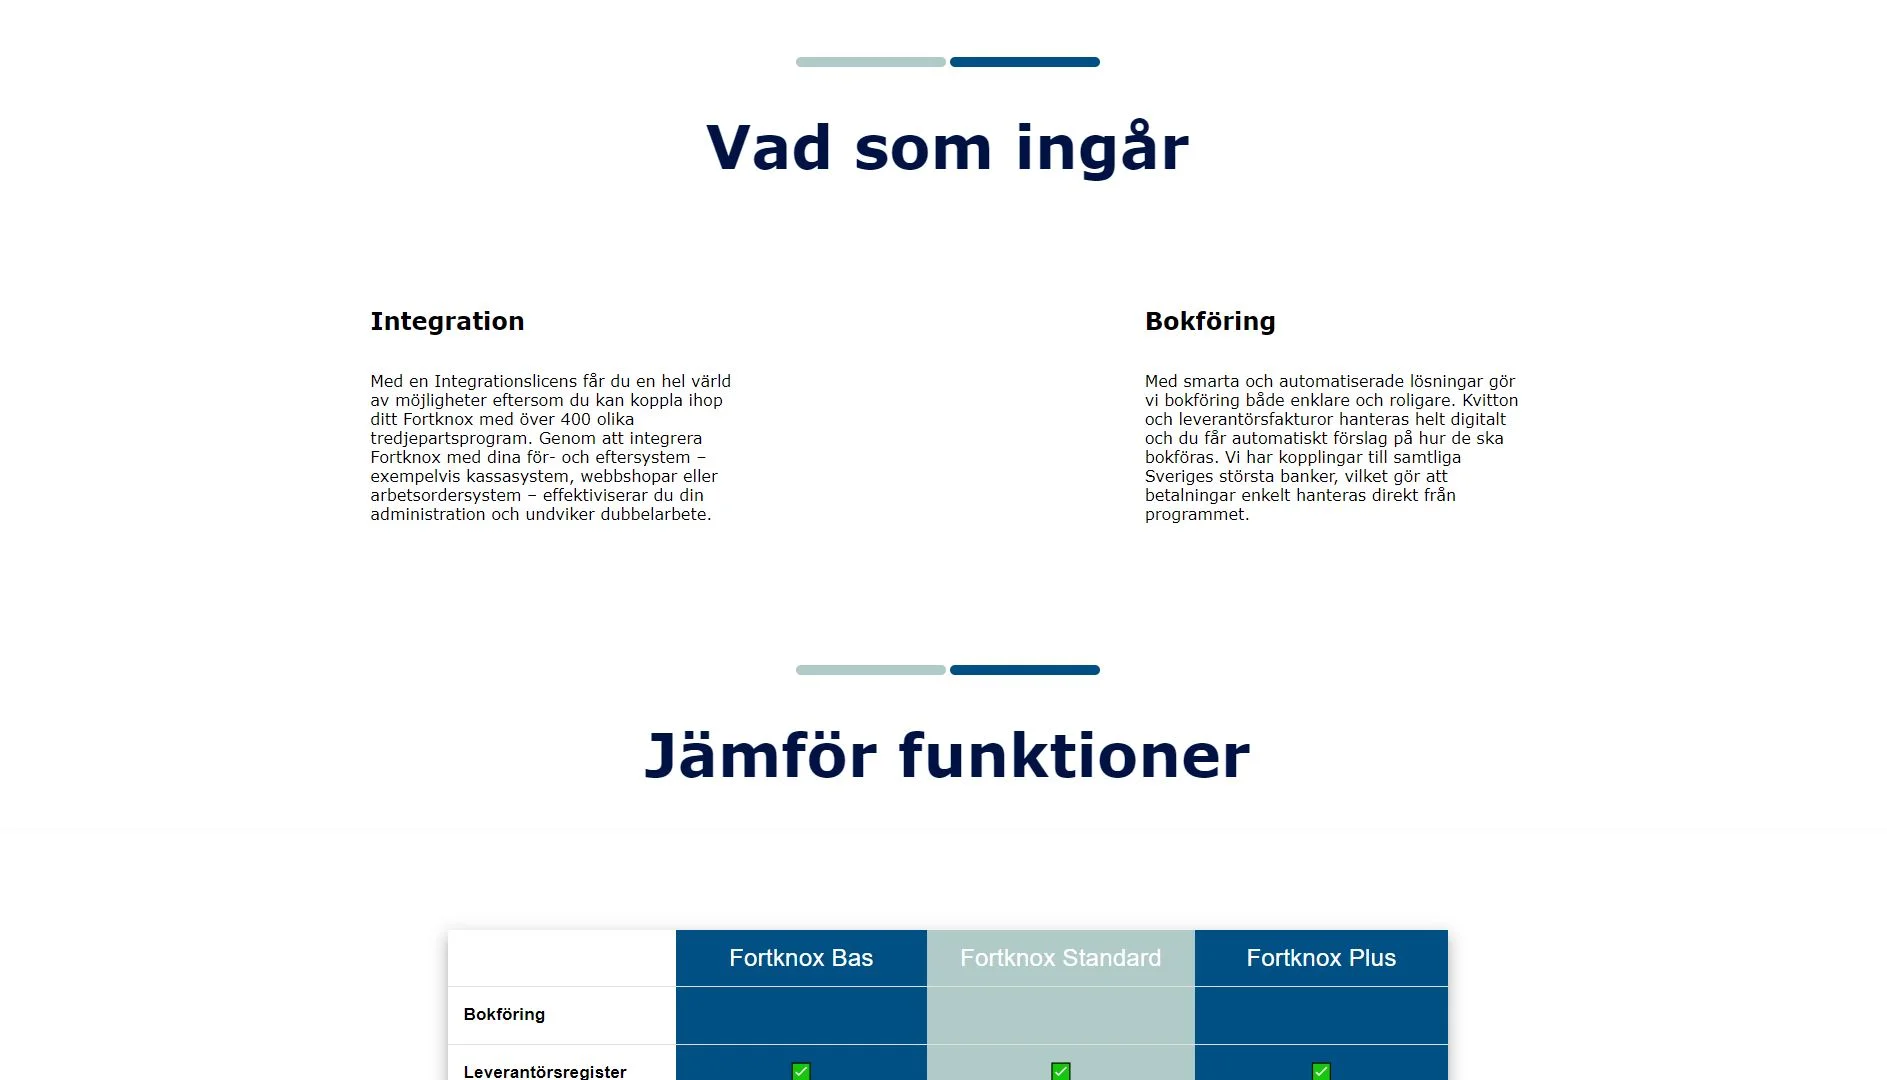 Vad som ingår
Integration
Med en Integrationslicens får du en hel värld
av möjligheter eftersom du kan koppla ihop
ditt Fortknox med över 400 olika
tredjepartsprogram. Genom att integrera
Fortknox med dina för- och eftersystem –
exempelvis kassasystem, webbshopar eller
arbetsordersystem – effektiviserar du din
administration och undviker dubbelarbete.
Bokföring
Med smarta och automatiserade lösningar gör
vi bokföring både enklare och roligare. Kvitton
och leverantörsfakturor hanteras helt digitalt
och du får automatiskt förslag på hur de ska
bokföras. Vi har kopplingar till samtliga
Sveriges största banker, vilket gör att
betalningar enkelt hanteras direkt från
programmet.
Jämför funktioner
Fortknox Bas Fortknox Standard Fortknox Plus
Bokföring
Leverantörsregister